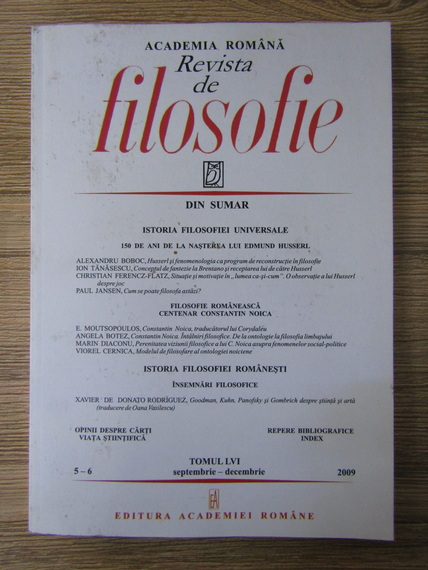 ACADEMIA ROMÂNĂ
Revista
de
filosofie
DIN SUMAR
ISTORIA FILOSOFIEI UNIVERSALE
150 DE ANI DE LA NAȘTEREA LUI EDMUND HUSSERL
ALEXANDRU BOBOC, Husserl și fenomenologia ca program de reconstrucție în filosofie
ION TĂNĂSESCU, Conceptul de fantezie la Brentano și receptarea lui de către Husserl
CHRISTIAN FERENCZ-FLATZ, Situație și motivație în „lumea ca-și-cum”. O observație a lui Husserl
despre joc
PAUL JANSEN, Cum se poate filosofa astăzi?
FILOSOFIE ROMÂNEASCĂ
CENTENAR CONSTANTIN NOICA
E. MOUTSOPOULOS, Constantin Noica, traducătorul lui Corydaleu
ANGELA BOTEZ, Constantin Noica. Întâlniri filosofice: De la ontologie la filosofia limbajului
MARIN DIACONU, Perenitatea viziunii filosofice a lui C. Noica asupra fenomenelor social-politice
VIOREL CERNICA, Modelul de filosofare al ontologiei noiciene
ISTORIA FILOSOFIEI ROMÂNEȘTI
ÎNSEMNĂRI FILOSOFICE
XAVIER DE DONATO RODRÍGUEZ, Goodman, Kuhn, Panofsky și Gombrich despre știință și artă
(traducere de Oana Vasilescu)
OPINII DESPRE CĂRȚI
VIAȚA ȘTIINȚIFICĂ
REPERE BIBLIOGRAFICE
INDEX
TOMUL LVI
5 – 6 septembrie – decembrie 2009
EDITURA ACADEMIEI ROMÂNE